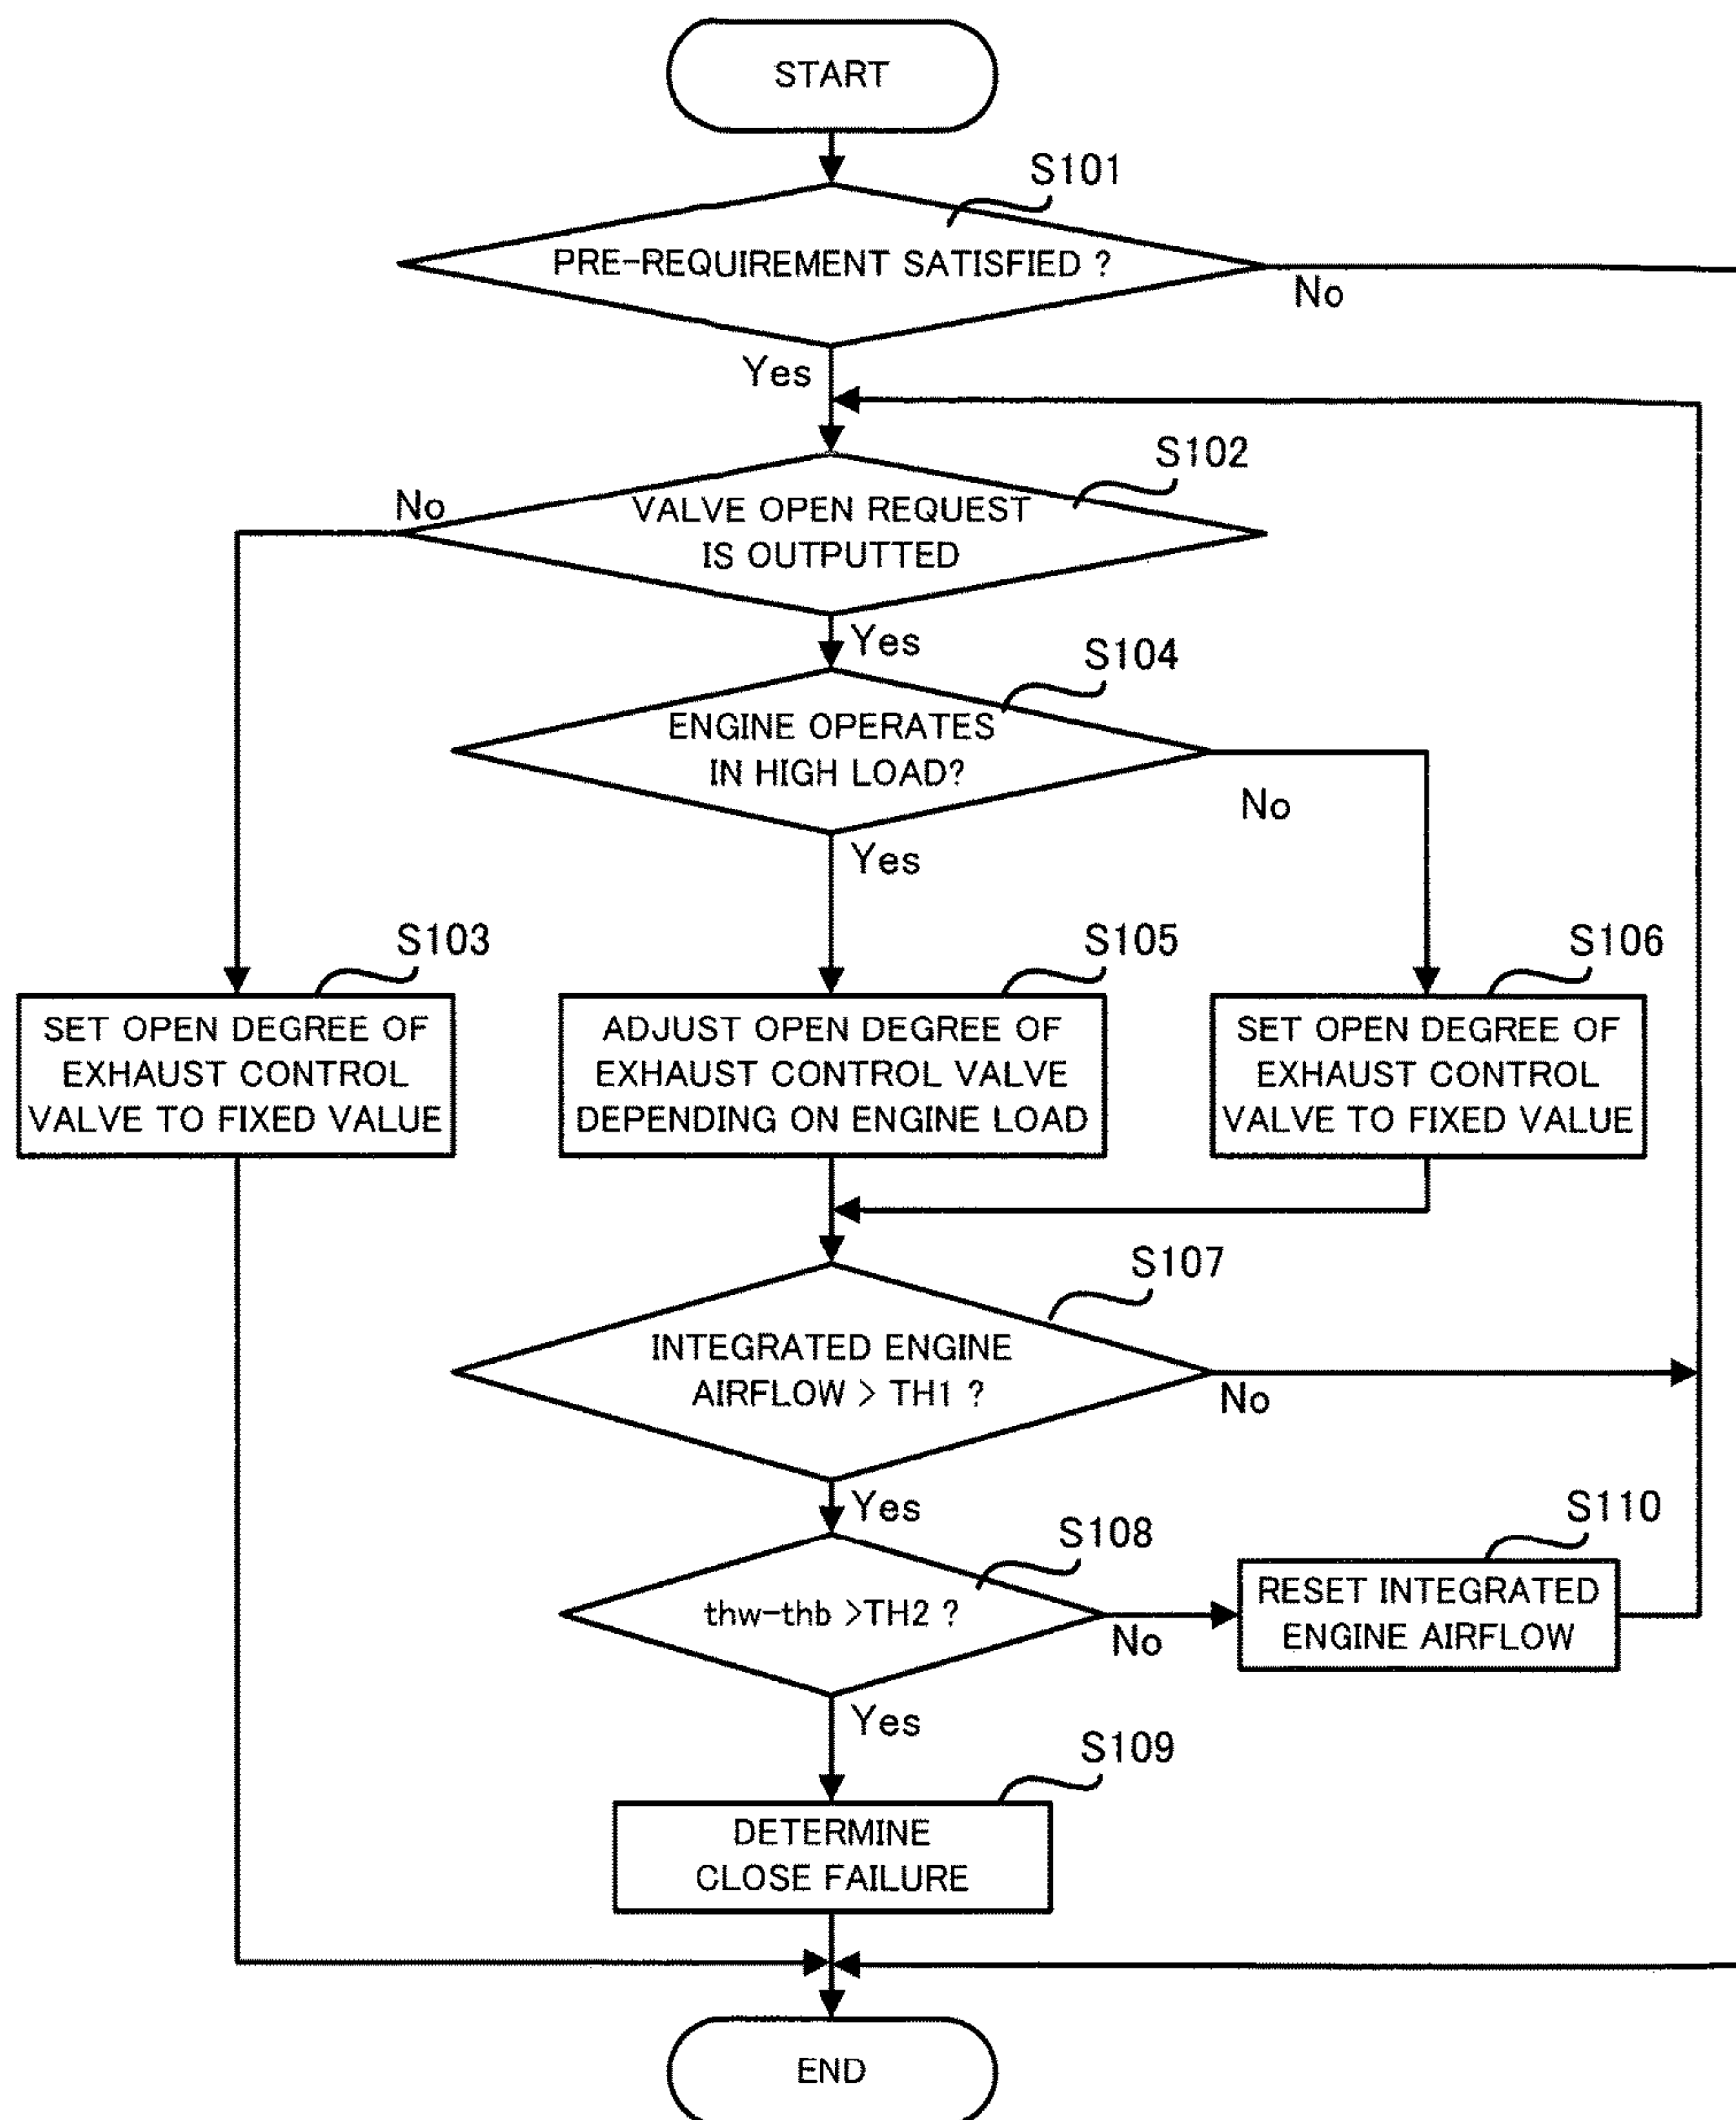 START
S101
PRE-REQUIREMENT SATISFIED ?
No
Yes
S102
No
VALVE OPEN REQUEST
IS OUTPUTTED
Yes
S104
ENGINE OPERATES
IN HIGH LOAD?
No
Yes
S103
SET OPEN DEGREE OF
EXHAUST CONTROL
VALVE TO FIXED VALUE
S105
ADJUST OPEN DEGREE OF
EXHAUST CONTROL VALVE
DEPENDING ON ENGINE LOAD
S106
SET OPEN DEGREE OF
EXHAUST CONTROL
VALVE TO FIXED VALUE
S107
INTEGRATED ENGINE
AIRFLOW > TH1 ?
No
Yes
S108
thw-thb >TH2 ?
No
S110
RESET INTEGRATED
ENGINE AIRFLOW
Yes
S109
DETERMINE
CLOSE FAILURE
END